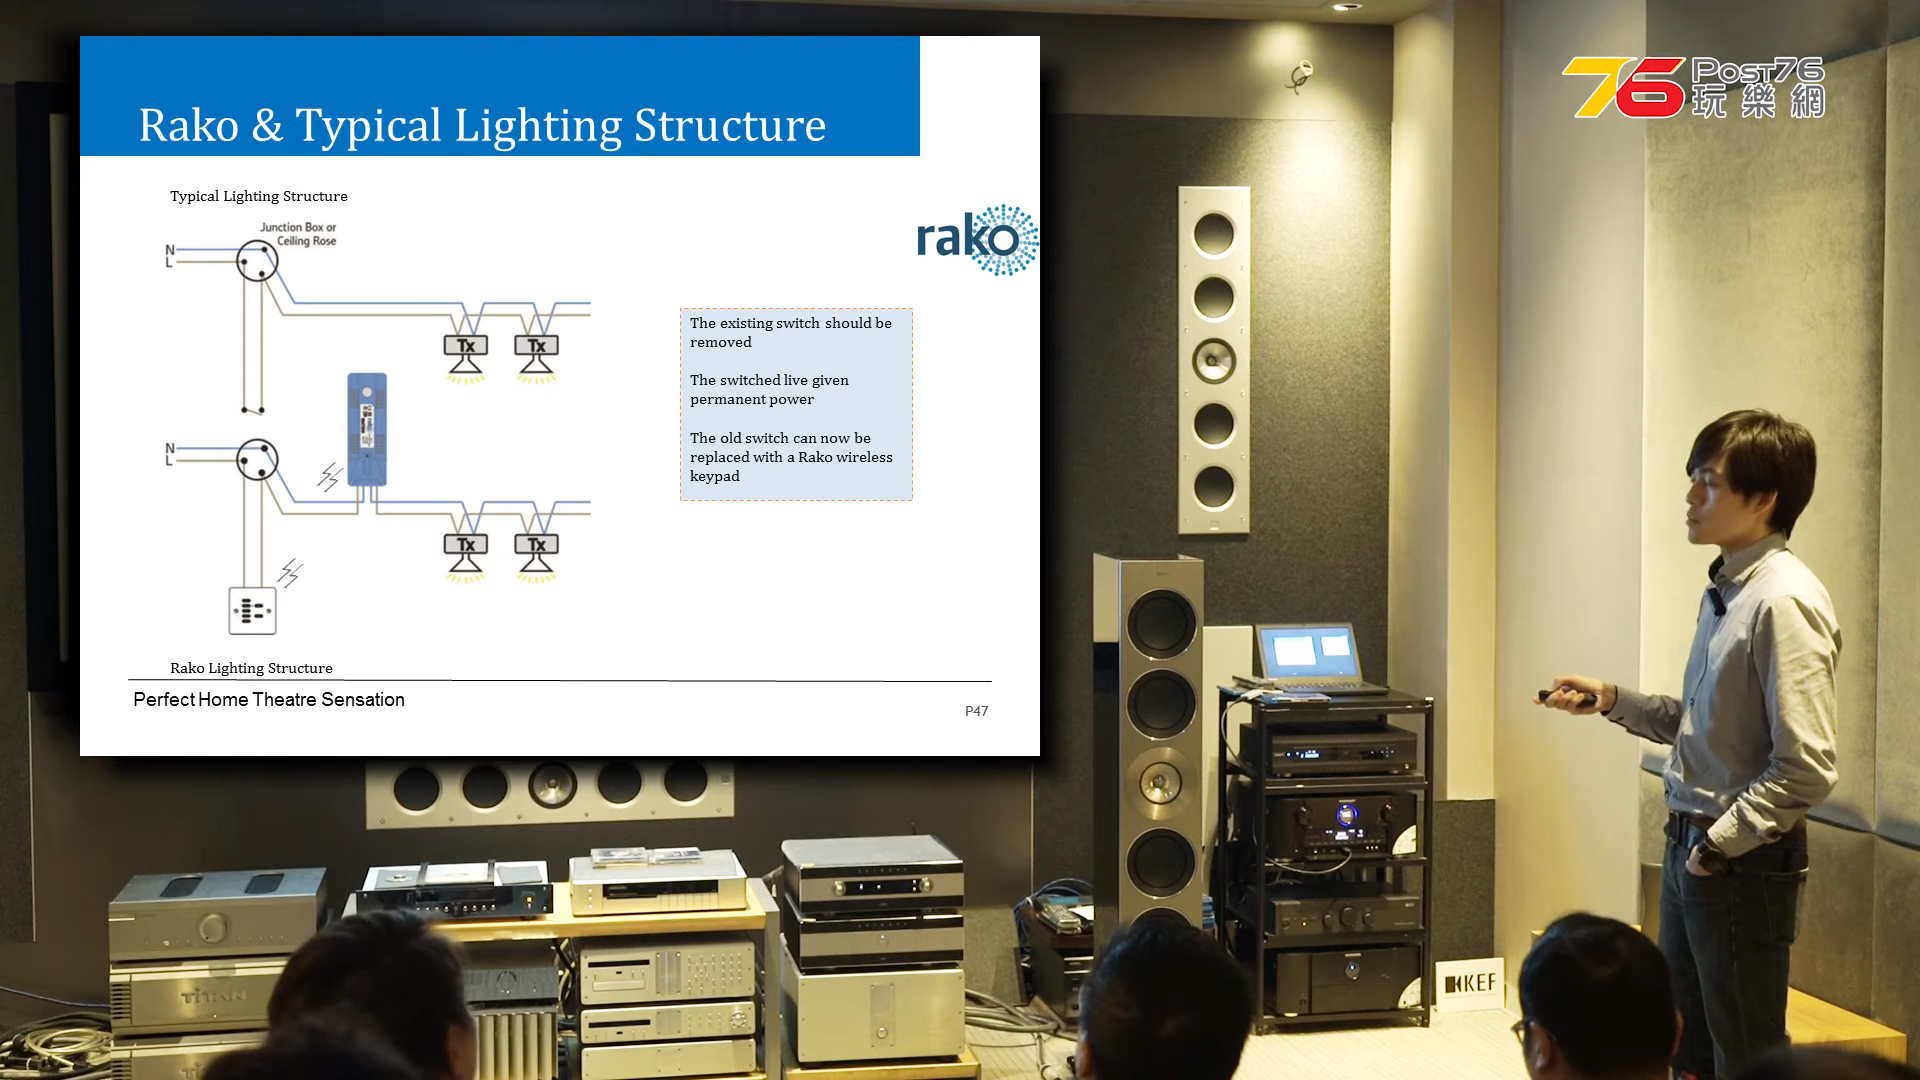 Rako & Typical Lighting Structure
Typical Lighting Structure
Junction Box or
Ceiling Rose
N
L
Tx
Tx
N
L
Tx
Tx
Rako Lighting Structure
rako
The existing switch should be
removed
The switched live given
permanent power
The old switch can now be
replaced with a Rako wireless
keypad
Perfect Home Theatre Sensation
P47
76
Post76
玩樂網
TITAN
KEF